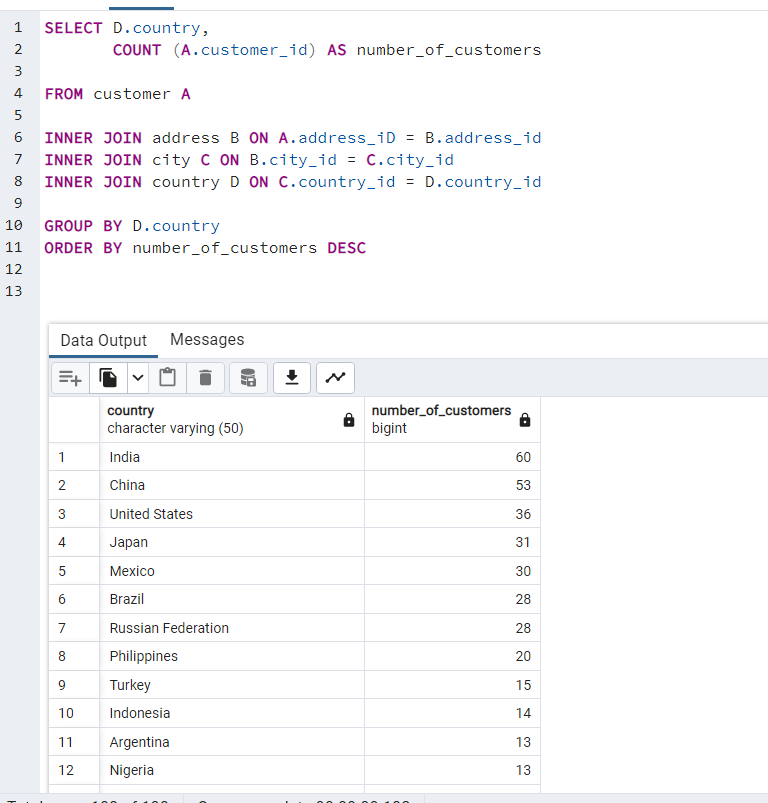 1 SELECT D.country,
2 COUNT (A.customer_id) AS number_of_customers
3
4 FROM customer A
5
6 INNER JOIN address B ON A.address_iD = B.address_id
7 INNER JOIN city C ON B.city_id = C.city_id
8 INNER JOIN country D ON C.country_id = D.country_id
9
10 GROUP BY D.country
11 ORDER BY number_of_customers DESC
12
13
Data Output Messages
country number_of_customers
character varying (50) bigint
1 India 60
2 China 53
3 United States 36
4 Japan 31
5 Mexico 30
6 Brazil 28
7 Russian Federation 28
8 Philippines 20
9 Turkey 15
10 Indonesia 14
11 Argentina 13
12 Nigeria 13